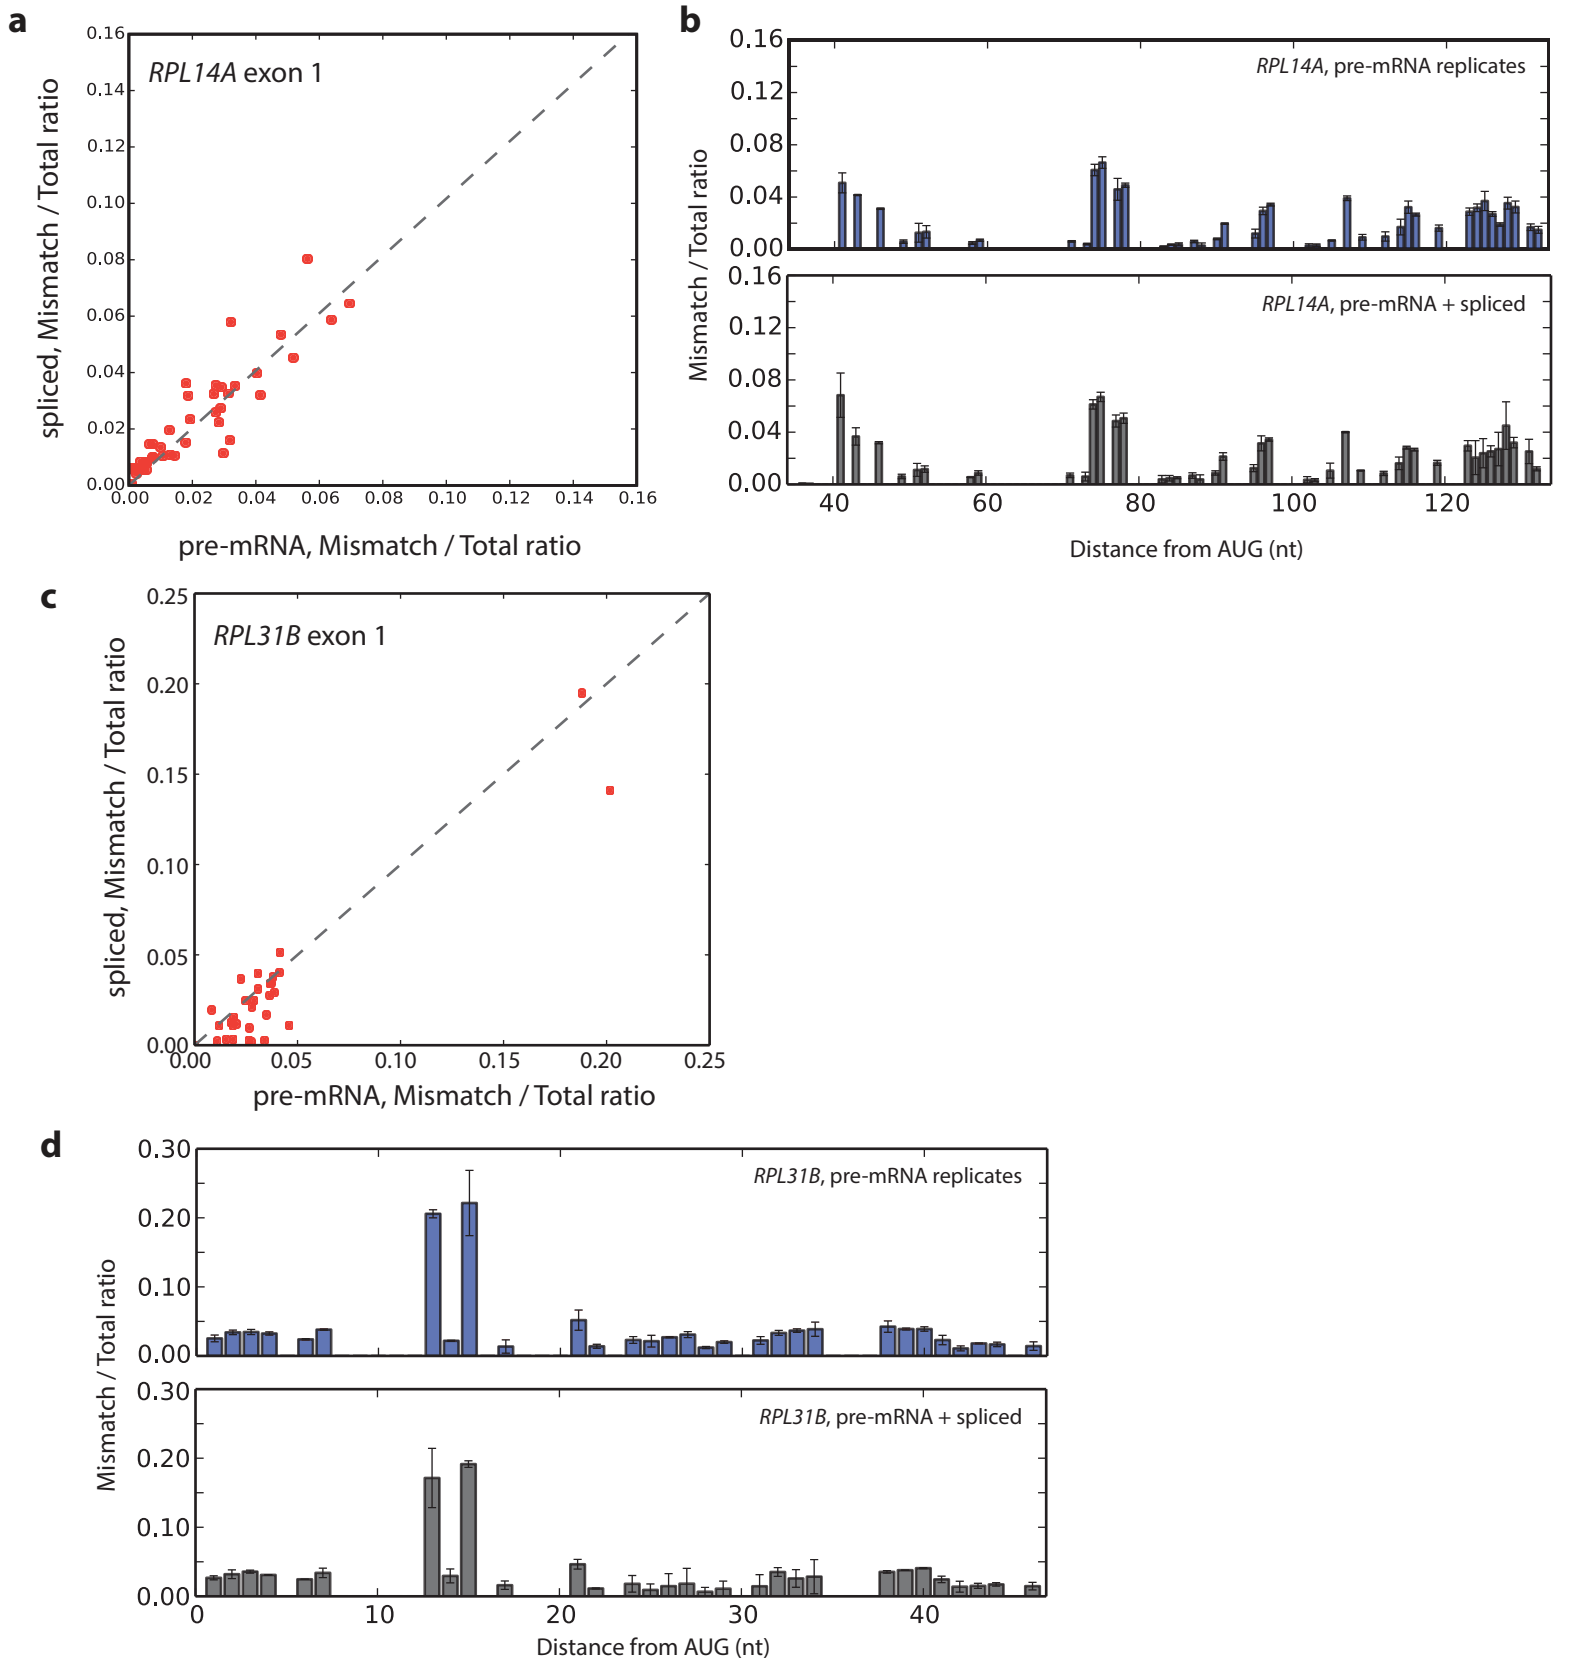 a
RPL14A exon 1
spliced, Mismatch / Total ratio
0.16
0.14
0.12
0.10
0.08
0.06
0.04
0.02
0.00
0.00 0.02 0.04 0.06 0.08 0.10 0.12 0.14 0.16
pre-mRNA, Mismatch / Total ratio
b
Mismatch / Total ratio
0.16
0.12
0.08
0.04
0.00
RPL14A, pre-mRNA replicates
0.16
0.12
0.08
0.04
0.00
RPL14A, pre-mRNA + spliced
40 60 80 100 120
Distance from AUG (nt)
c
RPL31B exon 1
spliced, Mismatch / Total ratio
0.25
0.20
0.15
0.10
0.05
0.00
0.00 0.05 0.10 0.15 0.20 0.25
pre-mRNA, Mismatch / Total ratio
d
Mismatch / Total ratio
0.30
0.20
0.10
0.00
RPL31B, pre-mRNA replicates
0.30
0.20
0.10
0.00
RPL31B, pre-mRNA + spliced
0 10 20 30 40
Distance from AUG (nt)